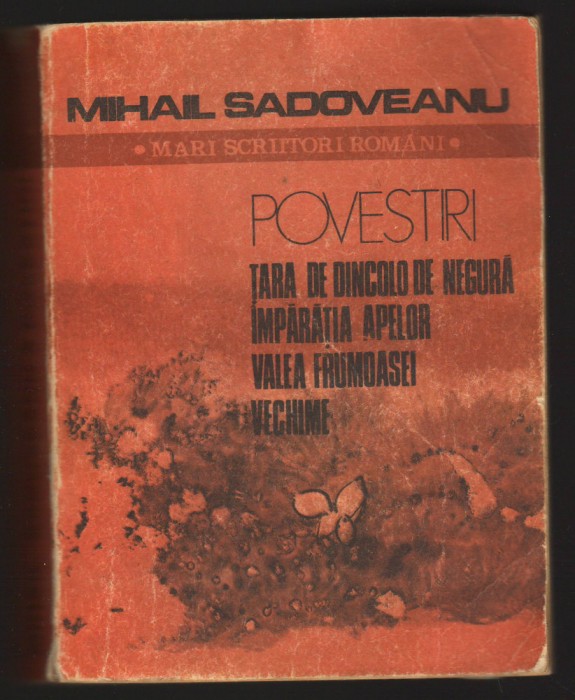 MIHAIL SADOVEANU
• MARI SCRIITORI ROMÂNI •
POVESTIRI
ȚARA DE DINCOLO DE NEGURĂ
ÎMPĂRĂȚIA APELOR
VALEA FRUMOASEI
VECHIME